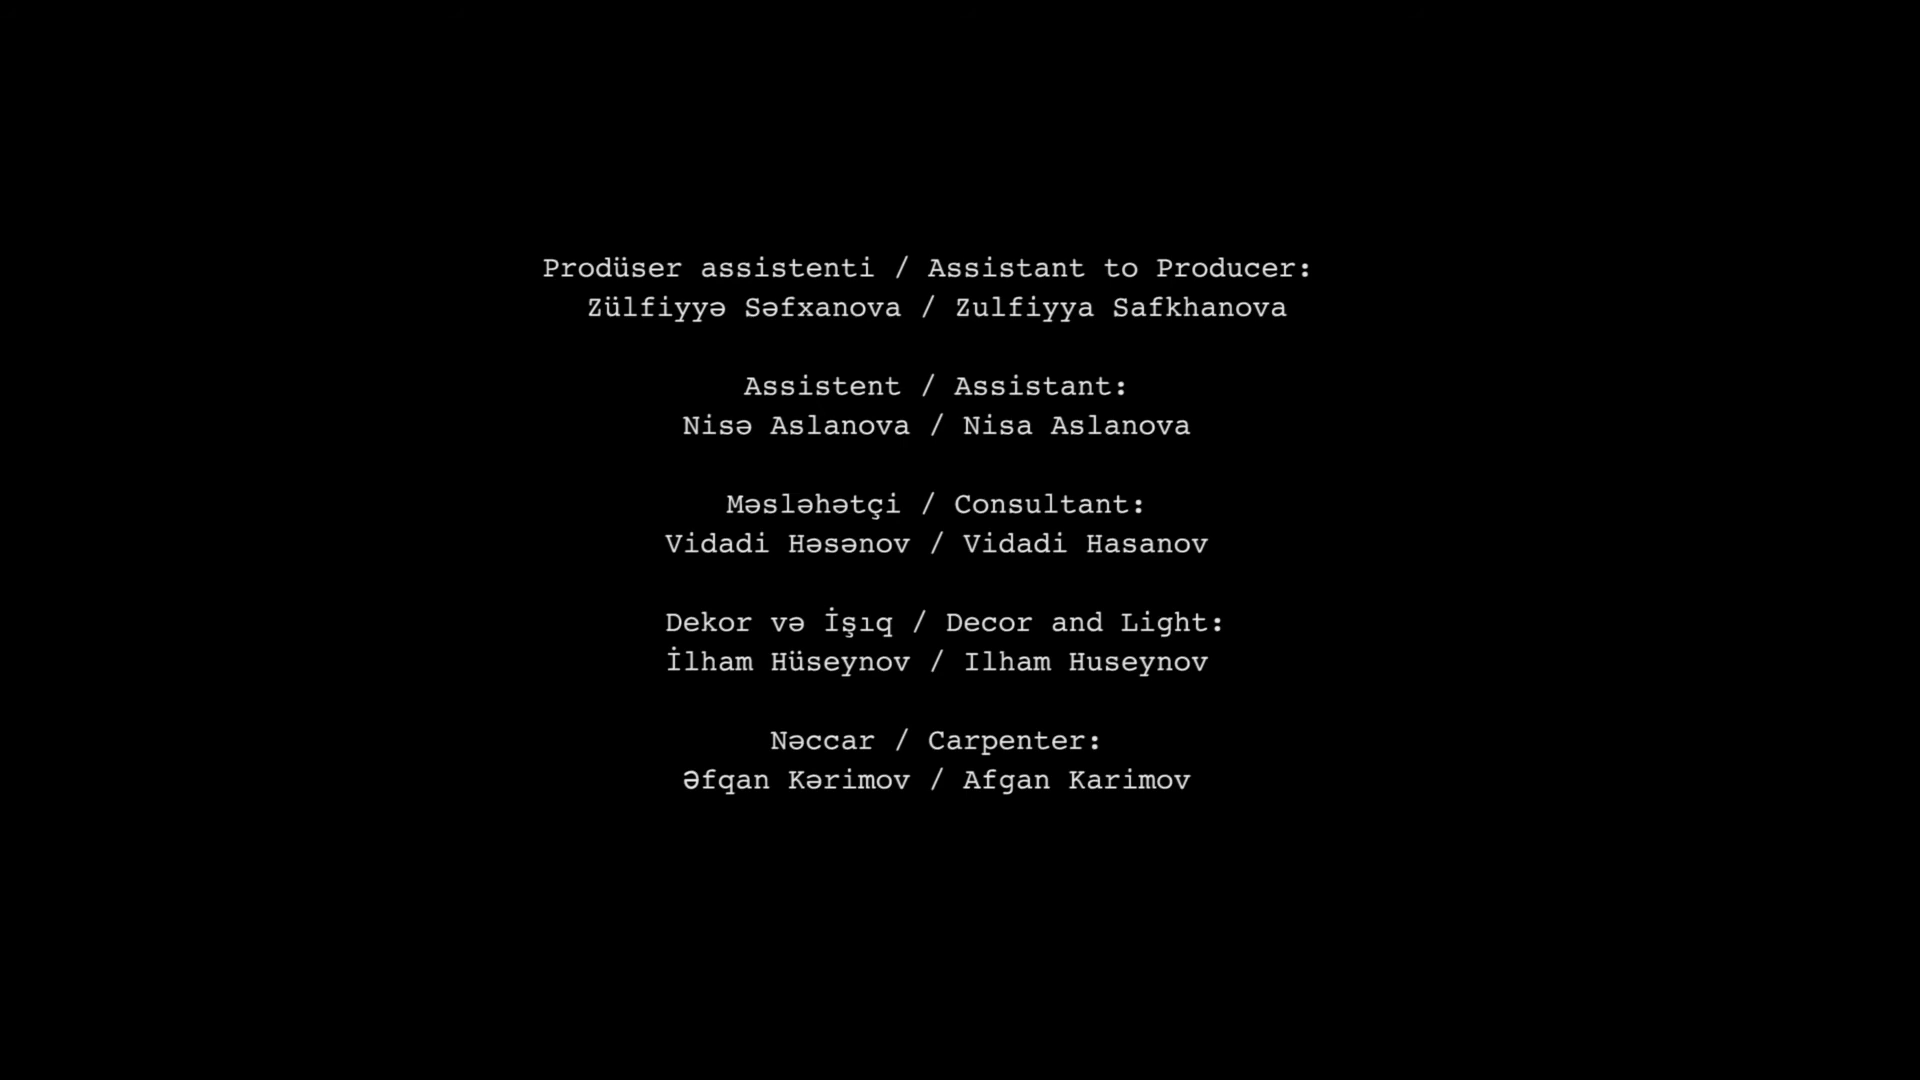 Prodüser assistenti / Assistant to Producer:
Zülfiyyə Səfxanova / Zulfiyya Safkhanova
Assistent / Assistant:
Nisə Aslanova / Nisa Aslanova
Məsləhətçi / Consultant:
Vidadi Həsənov / Vidadi Hasanov
Dekor və İşıq / Decor and Light:
İlham Hüseynov / Ilham Huseynov
Nəccar / Carpenter:
Əfqan Kərimov / Afgan Karimov